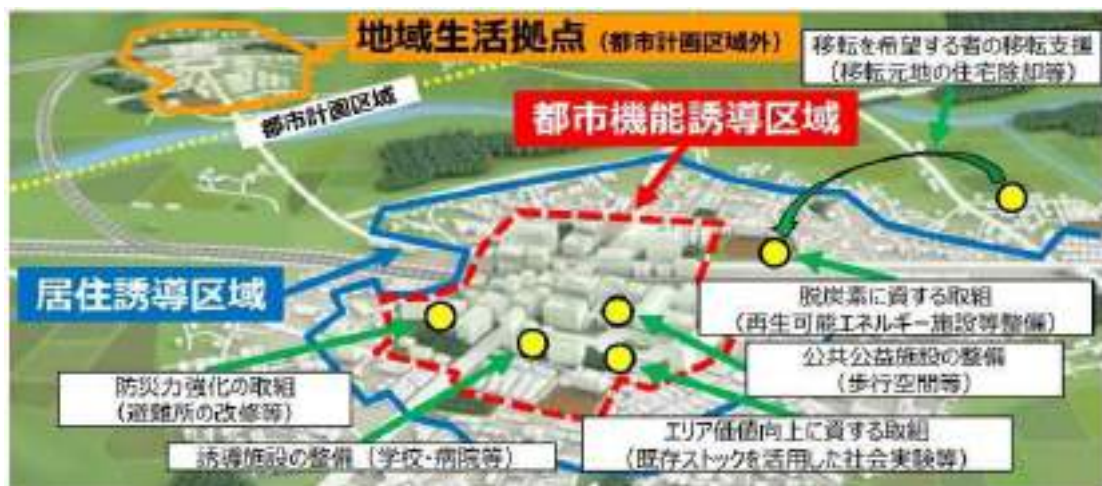 地域生活拠点（都市計画区域外）
移転を希望する者の移転支援
（移転元地の住宅除却等）
都市計画区域
都市機能誘導区域
居住誘導区域
脱炭素に資する取組
（再生可能エネルギー施設等整備）
公共公益施設の整備
（歩行空間等）
防災力強化の取組
（避難所の改修等）
エリア価値向上に資する取組
（既存ストックを活用した社会実験等）
誘導施設の整備（学校・病院等）